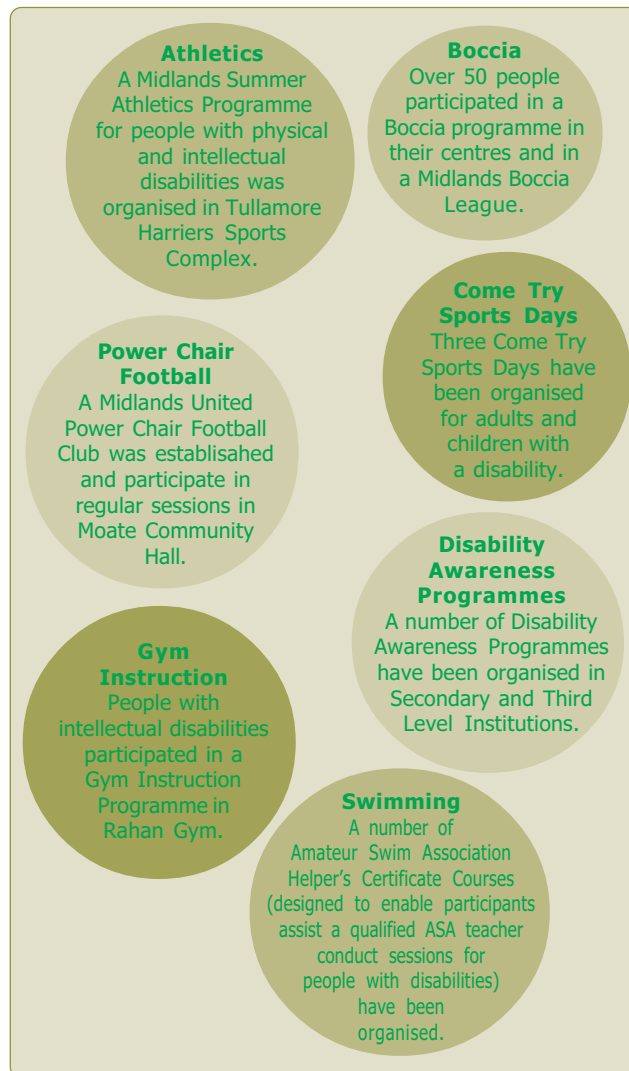 Athletics
A Midlands Summer
Athletics Programme
for people with physical
and intellectual
disabilities was
organised in Tullamore
Harriers Sports
Complex.
Boccia
Over 50 people
participated in a
Boccia programme in
their centres and in
a Midlands Boccia
League.
Come Try
Sports Days
Three Come Try
Sports Days have
been organised
for adults and
children with
a disability.
Power Chair
Football
A Midlands United
Power Chair Football
Club was establisahed
and participate in
regular sessions in
Moate Community
Hall.
Disability
Awareness
Programmes
A number of Disability
Awareness Programmes
have been organised in
Secondary and Third
Level Institutions.
Gym
Instruction
People with
intellectual disabilities
participated in a
Gym Instruction
Programme in
Rahan Gym.
Swimming
A number of
Amateur Swim Association
Helper's Certificate Courses
(designed to enable participants
assist a qualified ASA teacher
conduct sessions for
people with disabilities)
have been
organised.